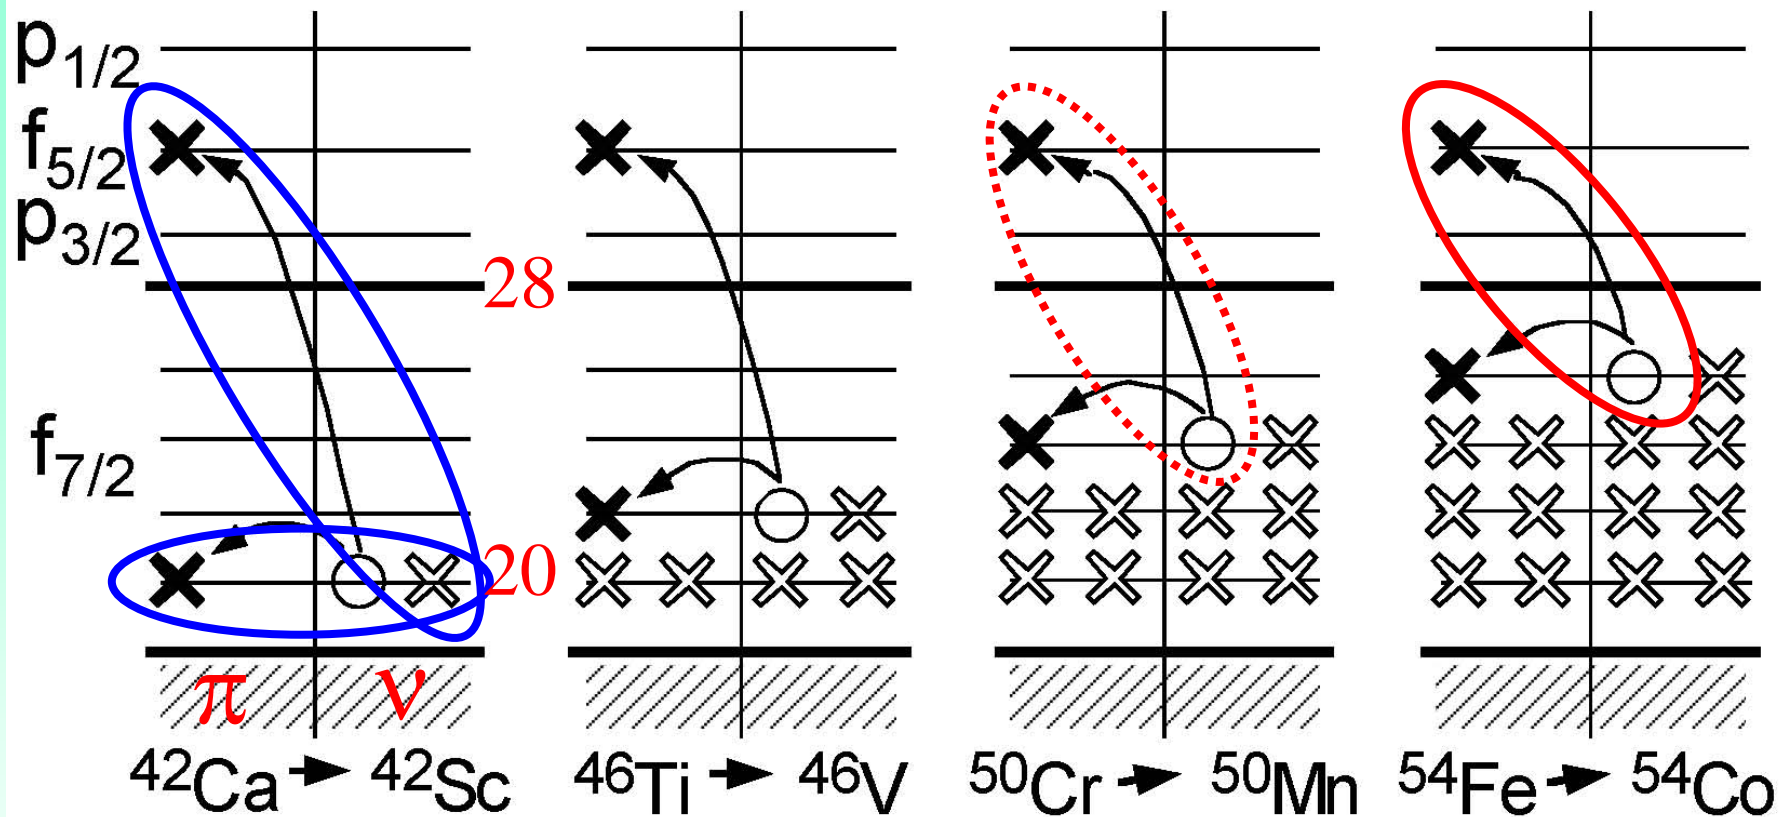 p1/2
f5/2
p3/2
28
f7/2
20
π ν
42Ca → 42Sc 46Ti → 46V 50Cr → 50Mn 54Fe → 54Co